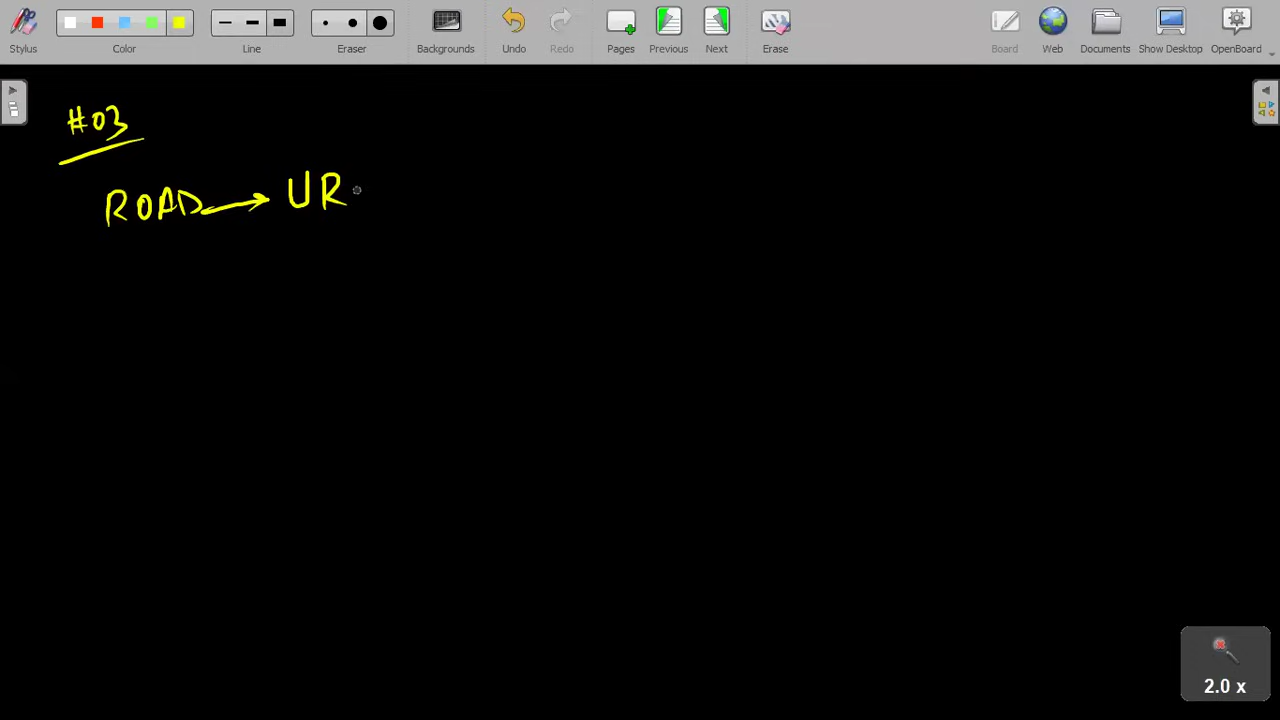 Stylus
Color
Line
Eraser
Backgrounds
Undo
Redo
Pages
Previous
Next
Erase
Board
Web
Documents
Show Desktop
OpenBoard
#03
ROAD → UR
2.0 x